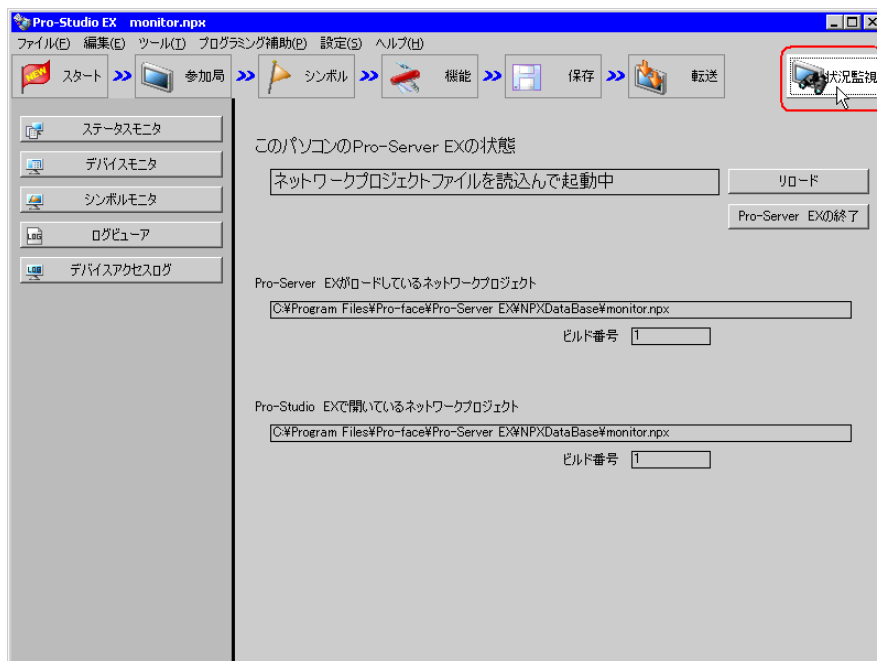 Pro-Studio EX monitor.npx
ファイル(F) 編集(E) ツール(T) プログラミング補助(P) 設定(S) ヘルプ(H)
NEW スタート 参加局 シンボル 機能 保存 転送 状況監視
ステータスモニタ
デバイスモニタ
シンボルモニタ
LOG ログビューア
LOG デバイスアクセスログ
このパソコンのPro-Server EXの状態
ネットワークプロジェクトファイルを読込んで起動中
リロード
Pro-Server EXの終了
Pro-Server EXがロードしているネットワークプロジェクト
C:¥Program Files¥Pro-face¥Pro-Server EX¥NPXDataBase¥monitor.npx
ビルド番号 1
Pro-Studio EXで開いているネットワークプロジェクト
C:¥Program Files¥Pro-face¥Pro-Server EX¥NPXDataBase¥monitor.npx
ビルド番号 1